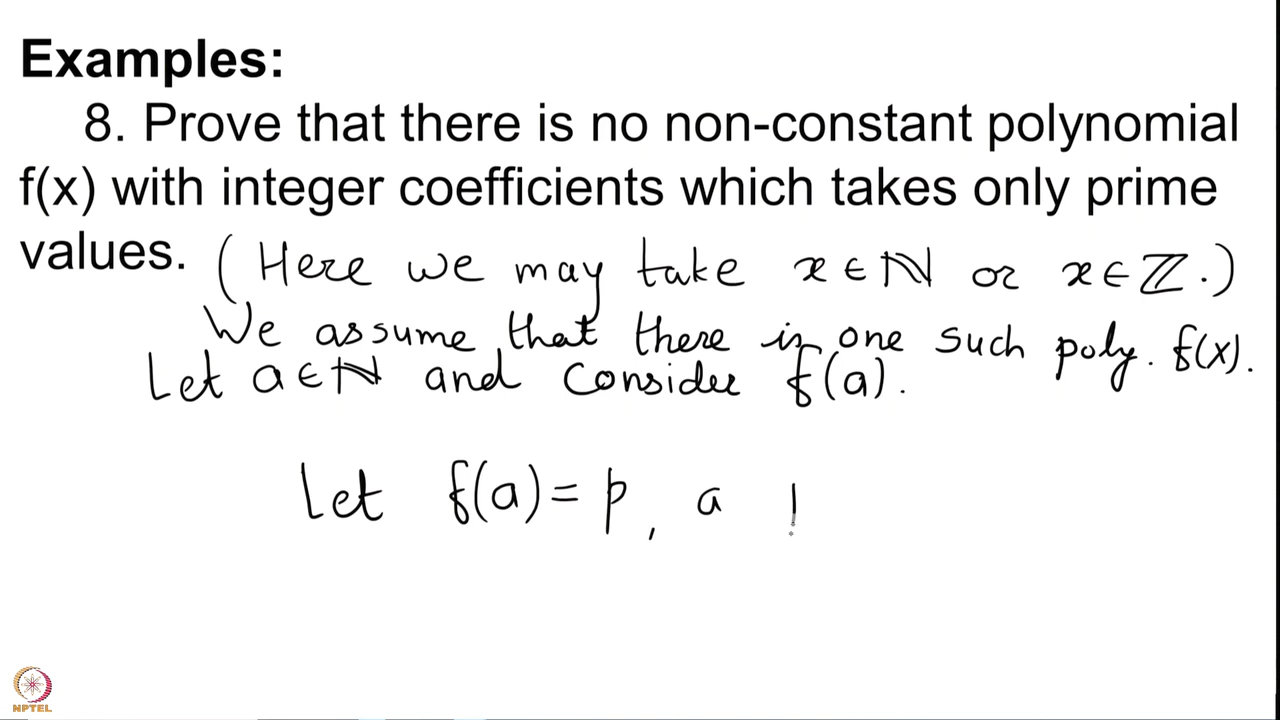 Examples:
8. Prove that there is no non-constant polynomial
f(x) with integer coefficients which takes only prime
values. (Here we may take x ∈ ℕ or x ∈ ℤ.)
We assume that there is one such poly. f(x).
Let a ∈ ℕ and consider f(a).
Let f(a) = p, a
NPTEL